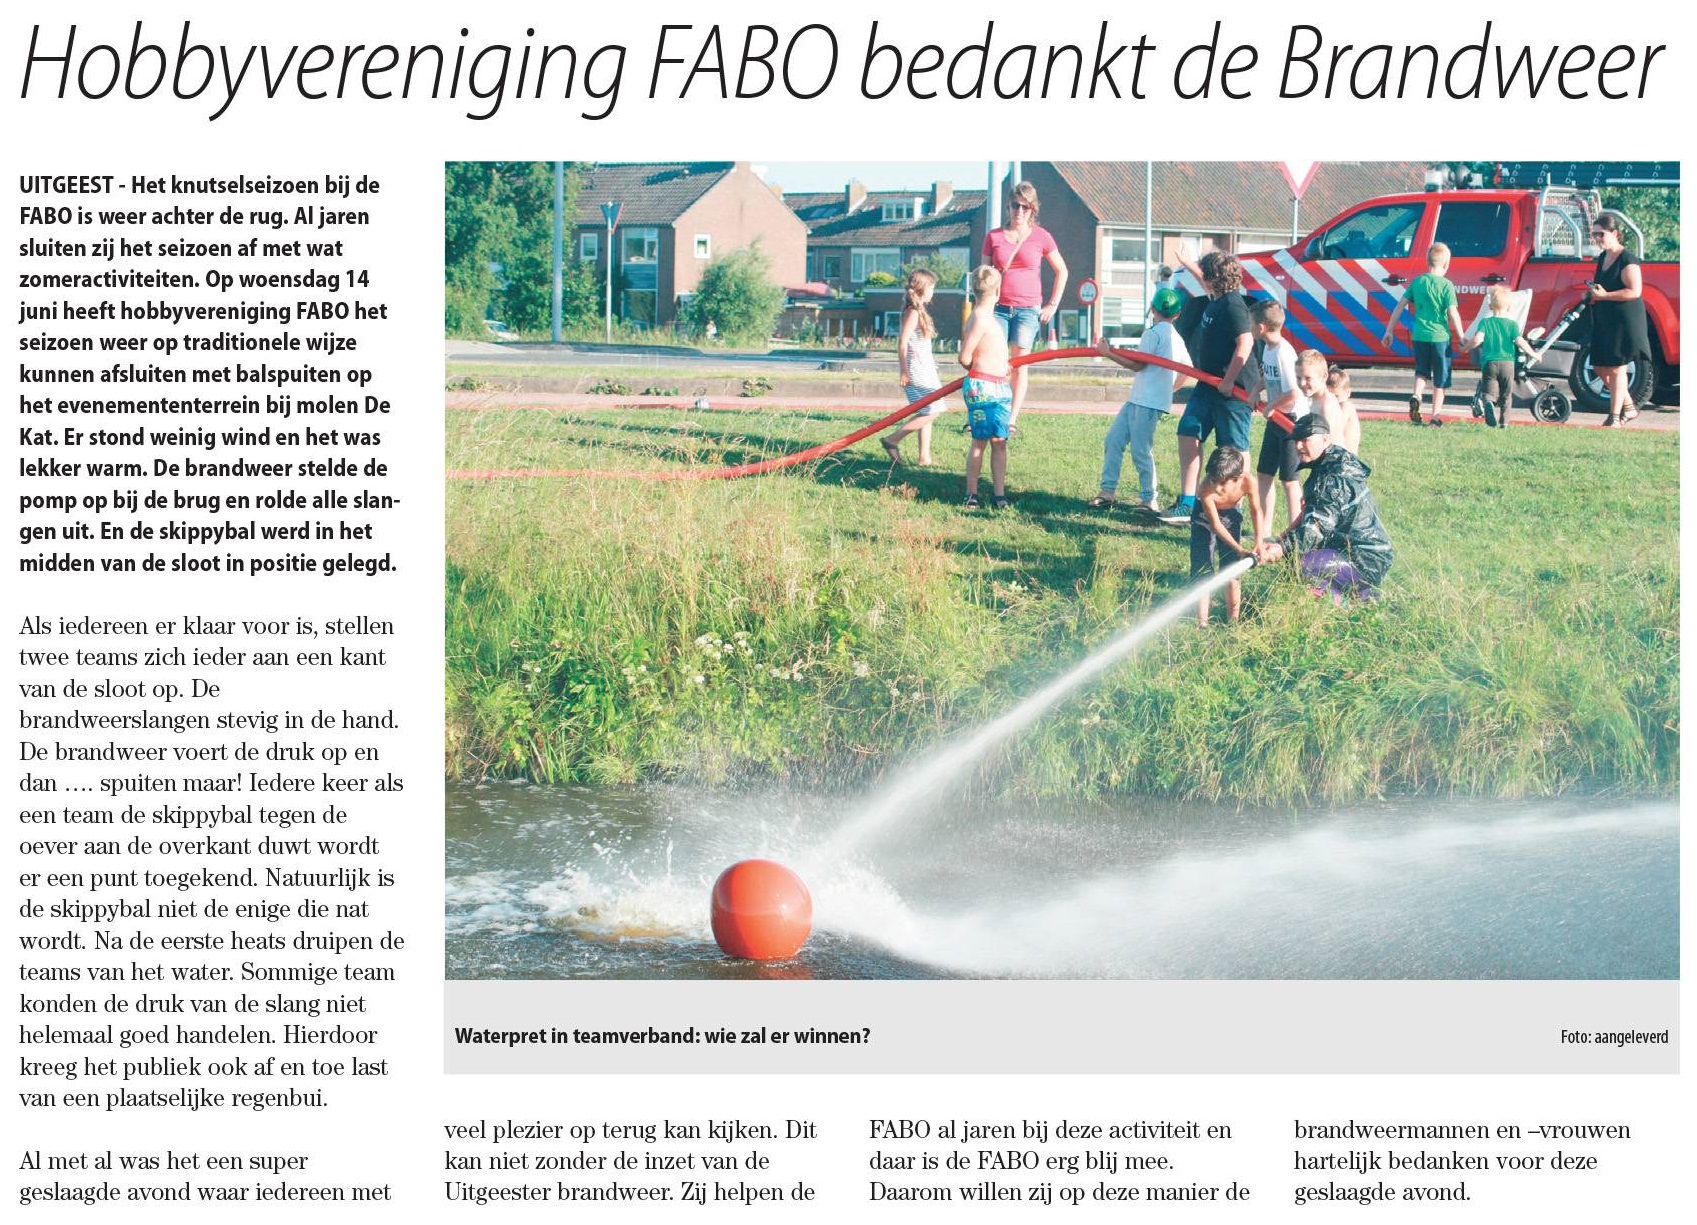 Hobbyvereniging FABO bedankt de Brandweer
UITGEEST - Het knutselseizoen bij de
FABO is weer achter de rug. Al jaren
sluiten zij het seizoen af met wat
zomeractiviteiten. Op woensdag 14
juni heeft hobbyvereniging FABO het
seizoen weer op traditionele wijze
kunnen afsluiten met balspuiten op
het evenemententerrein bij molen De
Kat. Er stond weinig wind en het was
lekker warm. De brandweer stelde de
pomp op bij de brug en rolde alle slan-
gen uit. En de skippybal werd in het
midden van de sloot in positie gelegd.
Als iedereen er klaar voor is, stellen
twee teams zich ieder aan een kant
van de sloot op. De
brandweerslangen stevig in de hand.
De brandweer voert de druk op en
dan …. spuiten maar! Iedere keer als
een team de skippybal tegen de
oever aan de overkant duwt wordt
er een punt toegekend. Natuurlijk is
de skippybal niet de enige die nat
wordt. Na de eerste heats druipen de
teams van het water. Sommige team
konden de druk van de slang niet
helemaal goed handelen. Hierdoor
kreeg het publiek ook af en toe last
van een plaatselijke regenbui.
Al met al was het een super
geslaagde avond waar iedereen met
Waterpret in teamverband: wie zal er winnen?
Foto: aangeleverd
veel plezier op terug kan kijken. Dit
kan niet zonder de inzet van de
Uitgeester brandweer. Zij helpen de
FABO al jaren bij deze activiteit en
daar is de FABO erg blij mee.
Daarom willen zij op deze manier de
brandweermannen en –vrouwen
hartelijk bedanken voor deze
geslaagde avond.